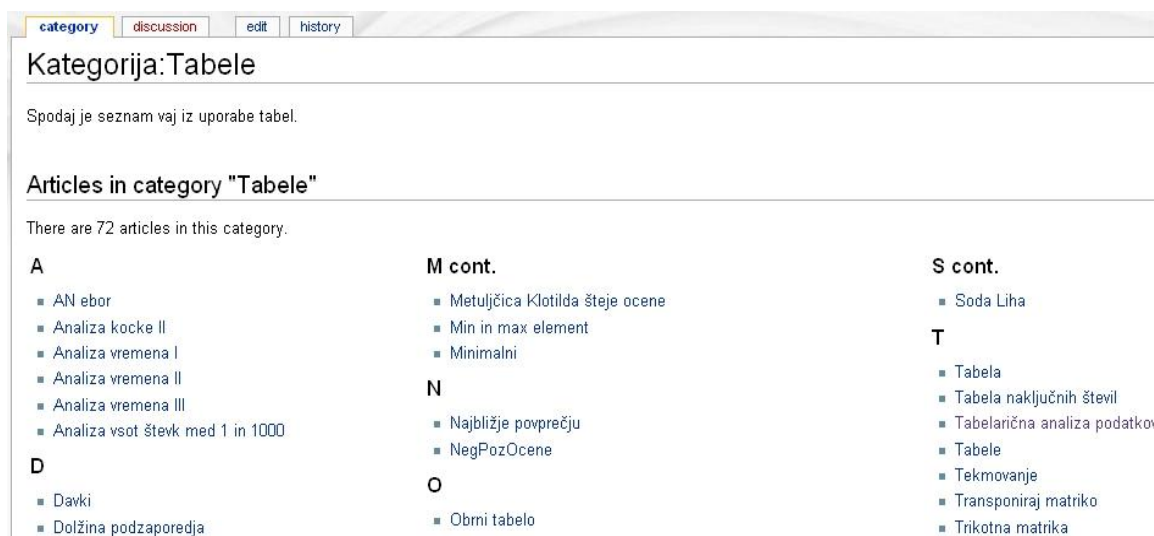 category discussion edit history
Kategorija:Tabele
Spodaj je seznam vaj iz uporabe tabel.
Articles in category "Tabele"
There are 72 articles in this category.
A
AN ebor
Analiza kocke II
Analiza vremena I
Analiza vremena II
Analiza vremena III
Analiza vsot števk med 1 in 1000
D
Davki
Dolžina podzaporedja
M cont.
Metuljčica Klotilda šteje ocene
Min in max element
Minimalni
N
Najbližje povprečju
NegPozOcene
O
Obrni tabelo
S cont.
Soda Liha
T
Tabela
Tabela naključnih števil
Tabelarična analiza podatkov
Tabele
Tekmovanje
Transponiraj matriko
Trikotna matrika